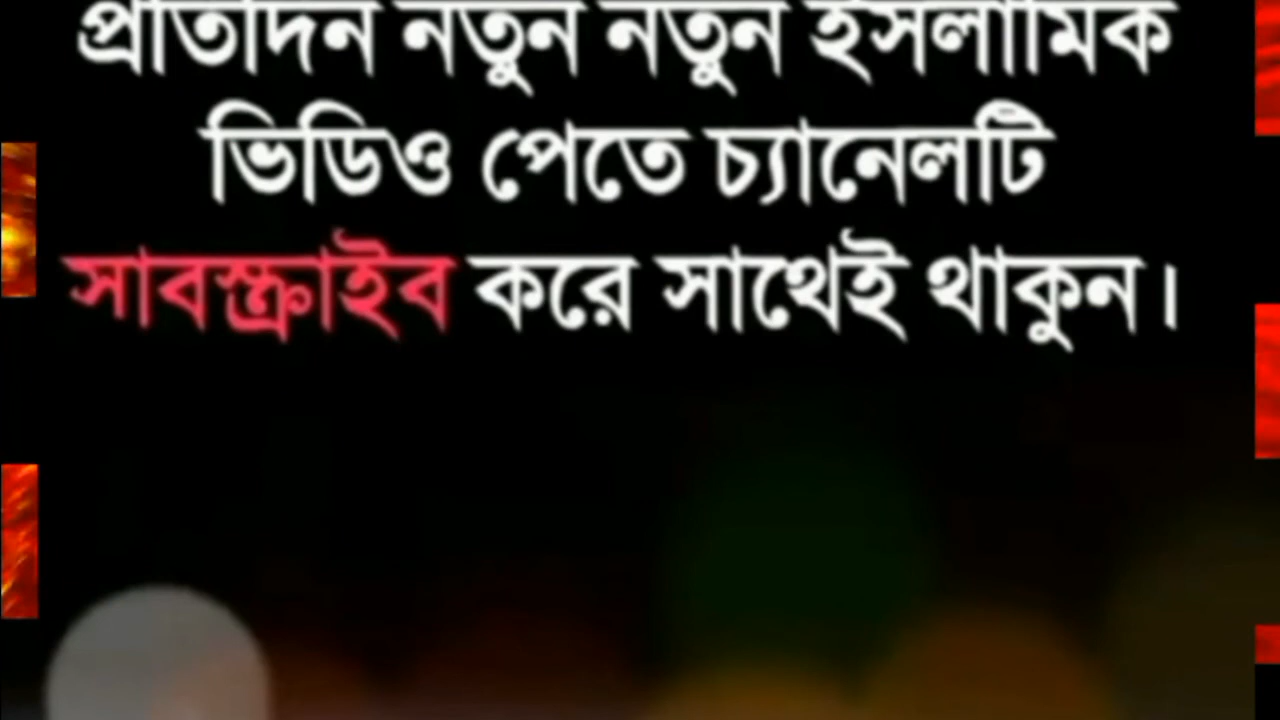 প্রতিদিন নতুন নতুন ইসলামিক
ভিডিও পেতে চ্যানেলটি
সাবস্ক্রাইব করে সাথেই থাকুন।